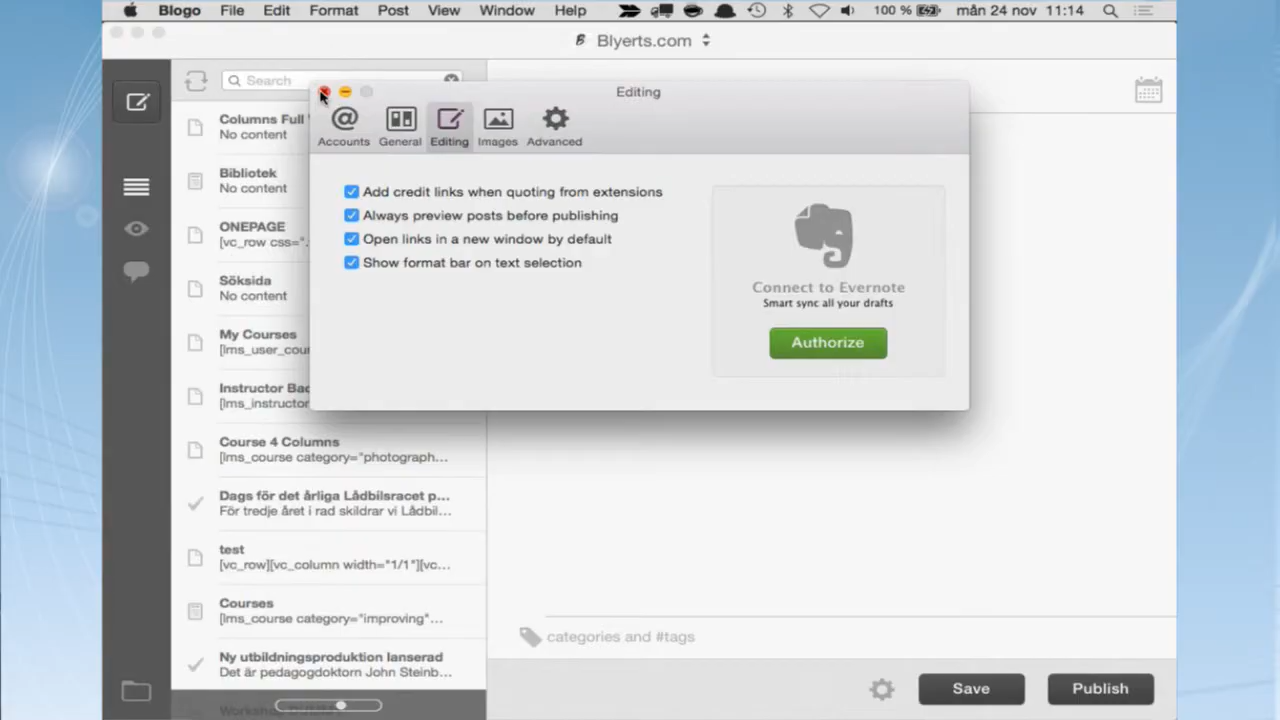 Blogo File Edit Format Post View Window Help 100 % mån 24 nov 11:14
Blyerts.com
Search
Editing
Accounts General Editing Images Advanced
Add credit links when quoting from extensions
Always preview posts before publishing
Open links in a new window by default
Show format bar on text selection
Connect to Evernote
Smart sync all your drafts
Authorize
Columns Full
No content
Bibliotek
No content
ONEPAGE
[vc_row css=".
Söksida
No content
My Courses
[lms_user_cou
Instructor Bac
[lms_instructor
Course 4 Columns
[lms_course category="photograph...
Dags för det årliga Lådbilsracet p...
För tredje året i rad skildrar vi Lådbil...
test
[vc_row][vc_column width="1/1"][vc...
Courses
[lms_course category="improving"...
Ny utbildningsproduktion lanserad
Det är pedagogdoktorn John Steinb...
categories and #tags
Save Publish